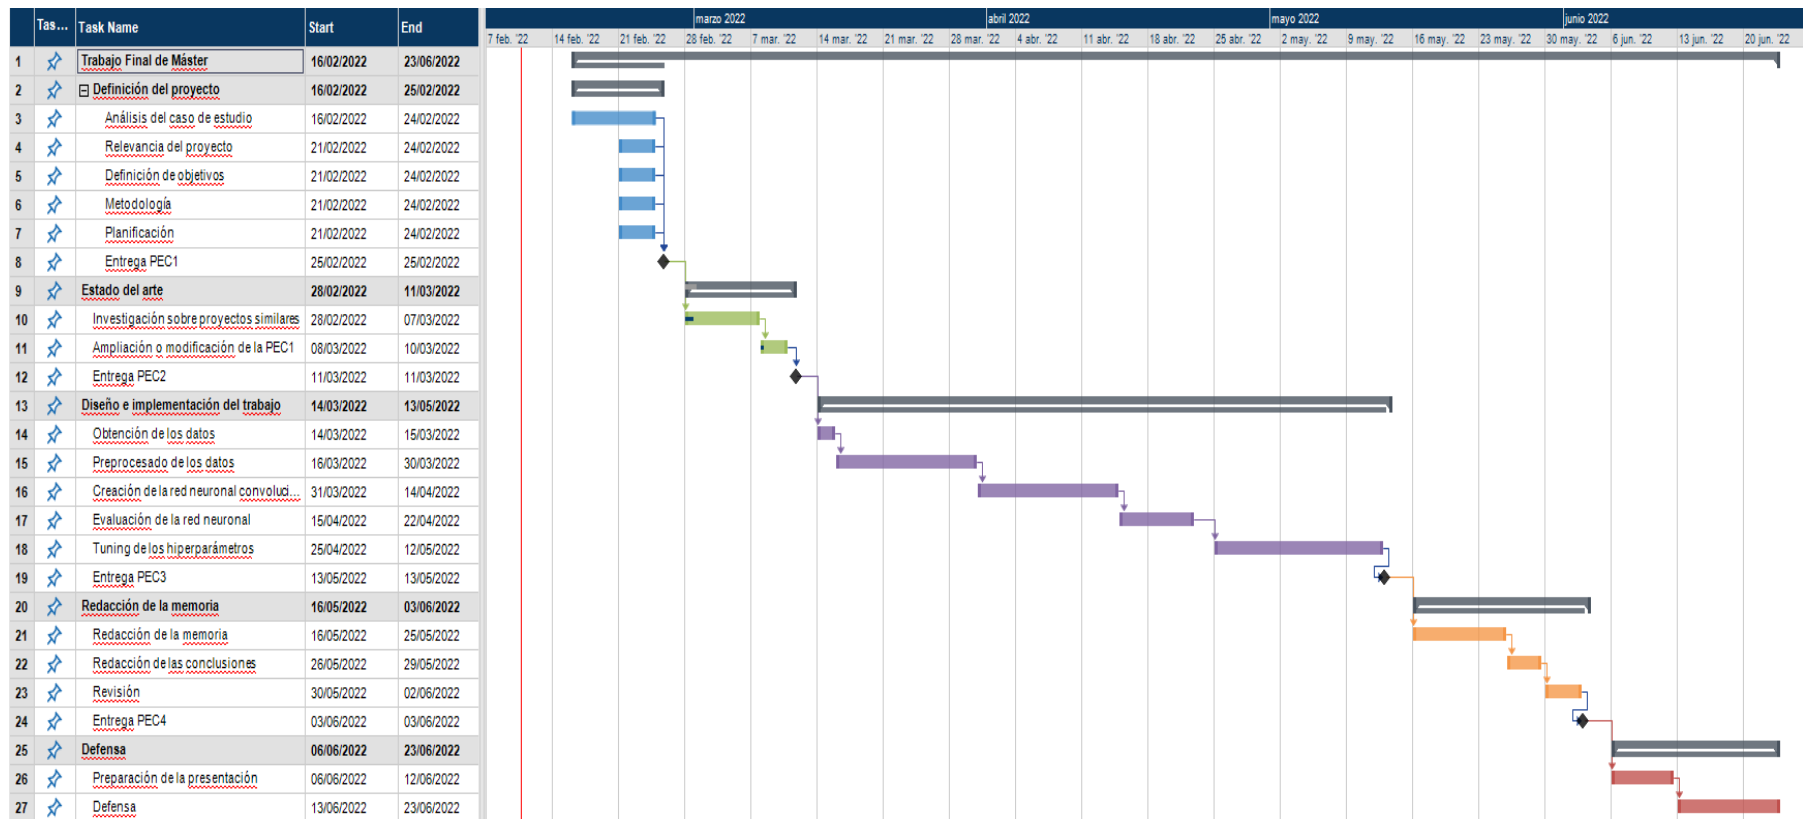 Tas... Task Name Start End
marzo 2022 abril 2022 mayo 2022 junio 2022
7 feb. '22 14 feb. '22 21 feb. '22 28 feb. '22 7 mar. '22 14 mar. '22 21 mar. '22 28 mar. '22 4 abr. '22 11 abr. '22 18 abr. '22 25 abr. '22 2 may. '22 9 may. '22 16 may. '22 23 may. '22 30 may. '22 6 jun. '22 13 jun. '22 20 jun. '22
1 Trabajo Final de Máster 16/02/2022 23/06/2022
2 Definición del proyecto 16/02/2022 25/02/2022
3 Análisis del caso de estudio 16/02/2022 24/02/2022
4 Relevancia del proyecto 21/02/2022 24/02/2022
5 Definición de objetivos 21/02/2022 24/02/2022
6 Metodología 21/02/2022 24/02/2022
7 Planificación 21/02/2022 24/02/2022
8 Entrega PEC1 25/02/2022 25/02/2022
9 Estado del arte 28/02/2022 11/03/2022
10 Investigación sobre proyectos similares 28/02/2022 07/03/2022
11 Ampliación o modificación de la PEC1 08/03/2022 10/03/2022
12 Entrega PEC2 11/03/2022 11/03/2022
13 Diseño e implementación del trabajo 14/03/2022 13/05/2022
14 Obtención de los datos 14/03/2022 15/03/2022
15 Preprocesado de los datos 16/03/2022 30/03/2022
16 Creación de la red neuronal convoluci... 31/03/2022 14/04/2022
17 Evaluación de la red neuronal 15/04/2022 22/04/2022
18 Tuning de los hiperparámetros 25/04/2022 12/05/2022
19 Entrega PEC3 13/05/2022 13/05/2022
20 Redacción de la memoria 16/05/2022 03/06/2022
21 Redacción de la memoria 16/05/2022 25/05/2022
22 Redacción de las conclusiones 26/05/2022 29/05/2022
23 Revisión 30/05/2022 02/06/2022
24 Entrega PEC4 03/06/2022 03/06/2022
25 Defensa 06/06/2022 23/06/2022
26 Preparación de la presentación 06/06/2022 12/06/2022
27 Defensa 13/06/2022 23/06/2022